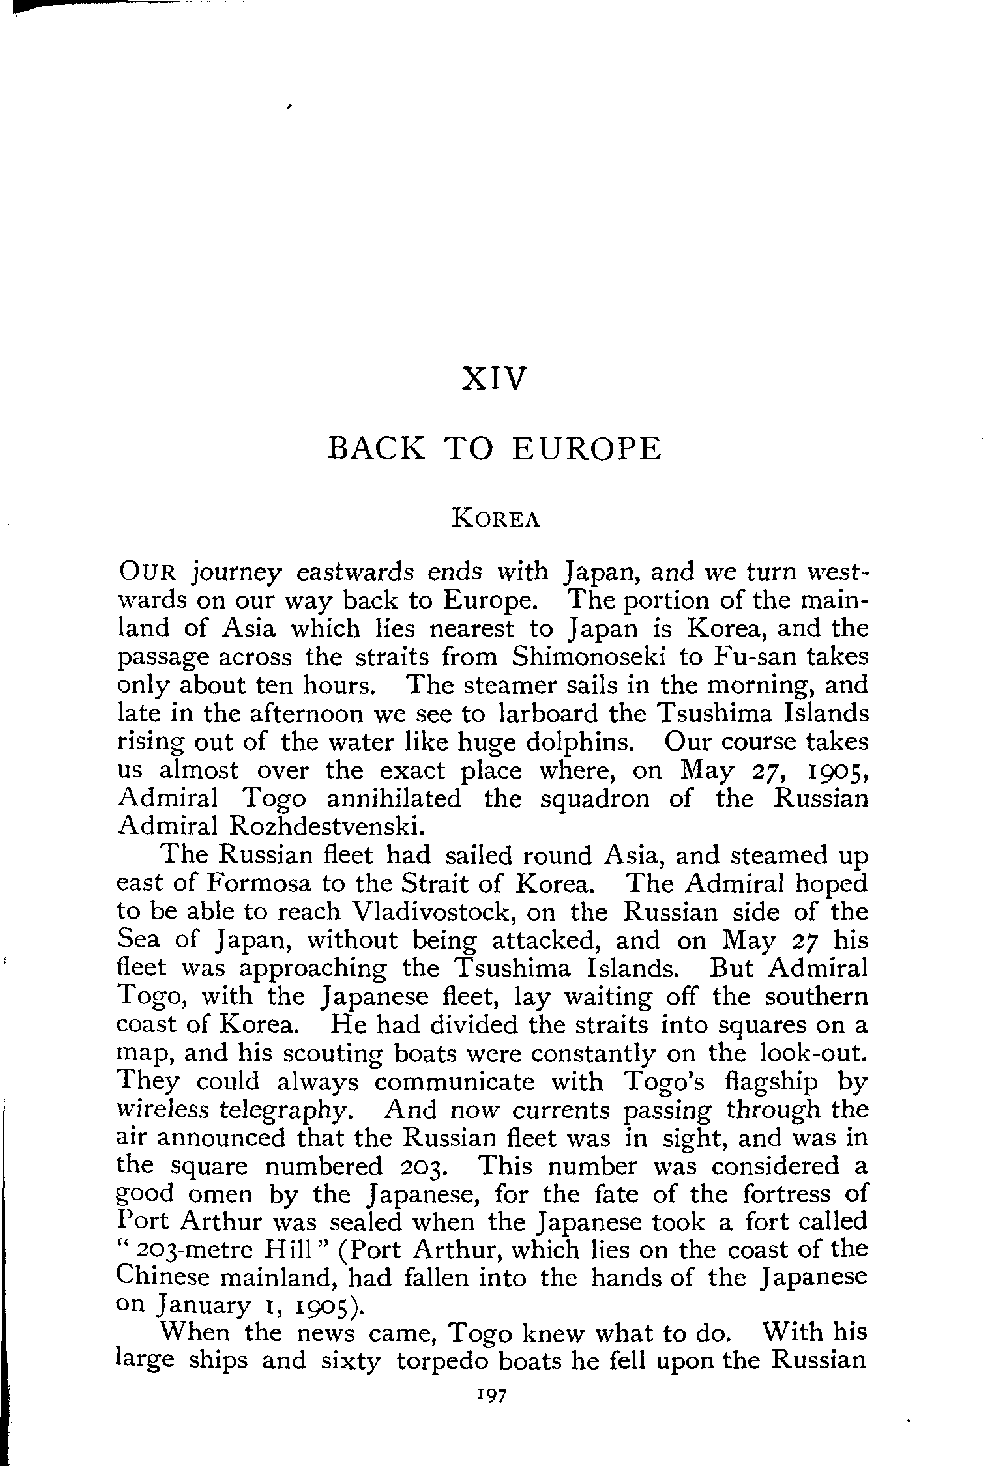 XIV
BACK TO EUROPE
KOREA
OUR journey eastwards ends with Japan, and we turn west-
wards on our way back to Europe. The portion of the main-
land of Asia which lies nearest to Japan is Korea, and the
passage across the straits from Shimonoseki to Fu-san takes
only about ten hours. The steamer sails in the morning, and
late in the afternoon we see to larboard the Tsushima Islands
rising out of the water like huge dolphins. Our course takes
us almost over the exact place where, on May 27, 1905,
Admiral Togo annihilated the squadron of the Russian
Admiral Rozhdestvenski.
The Russian fleet had sailed round Asia, and steamed up
east of Formosa to the Strait of Korea. The Admiral hoped
to be able to reach Vladivostock, on the Russian side of the
Sea of Japan, without being attacked, and on May 27 his
fleet was approaching the Tsushima Islands. But Admiral
Togo, with the Japanese fleet, lay waiting off the southern
coast of Korea. He had divided the straits into squares on a
map, and his scouting boats were constantly on the look-out.
They could always communicate with Togo's flagship by
wireless telegraphy. And now currents passing through the
air announced that the Russian fleet was in sight, and was in
the square numbered 203. This number was considered a
good omen by the Japanese, for the fate of the fortress of
Port Arthur was sealed when the Japanese took a fort called
“203-metre Hill” (Port Arthur, which lies on the coast of the
Chinese mainland, had fallen into the hands of the Japanese
on January 1, 1905).
When the news came, Togo knew what to do. With his
large ships and sixty torpedo boats he fell upon the Russian
197